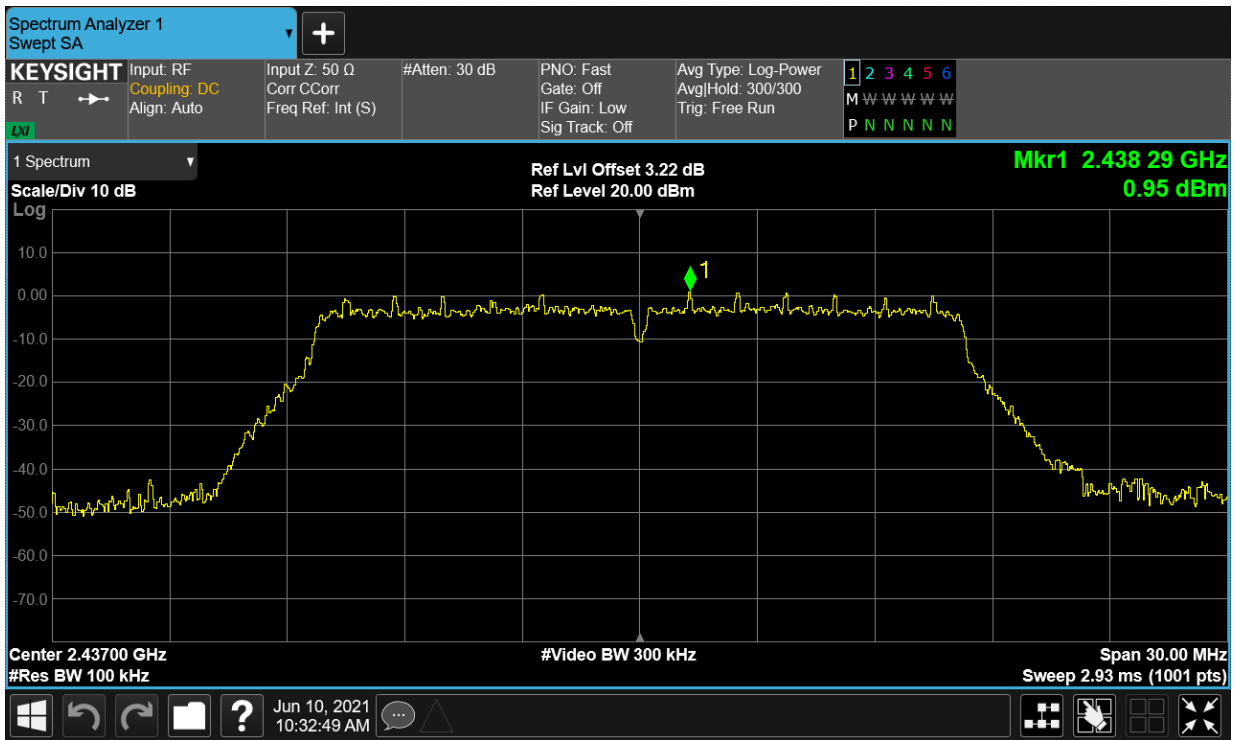 Spectrum Analyzer 1
Swept SA
KEYSIGHT
R T
LXI
Input: RF
Coupling: DC
Align: Auto
Input Z: 50 Ω
Corr CCorr
Freq Ref: Int (S)
#Atten: 30 dB
PNO: Fast
Gate: Off
IF Gain: Low
Sig Track: Off
Avg Type: Log-Power
Avg|Hold: 300/300
Trig: Free Run
1 2 3 4 5 6
M W W W W W
P N N N N N
1 Spectrum
Scale/Div 10 dB
Log
Ref Lvl Offset 3.22 dB
Ref Level 20.00 dBm
Mkr1 2.438 29 GHz
0.95 dBm
10.0
0.00
-10.0
-20.0
-30.0
-40.0
-50.0
-60.0
-70.0
1
Center 2.43700 GHz
#Res BW 100 kHz
#Video BW 300 kHz
Span 30.00 MHz
Sweep 2.93 ms (1001 pts)
?
Jun 10, 2021
10:32:49 AM